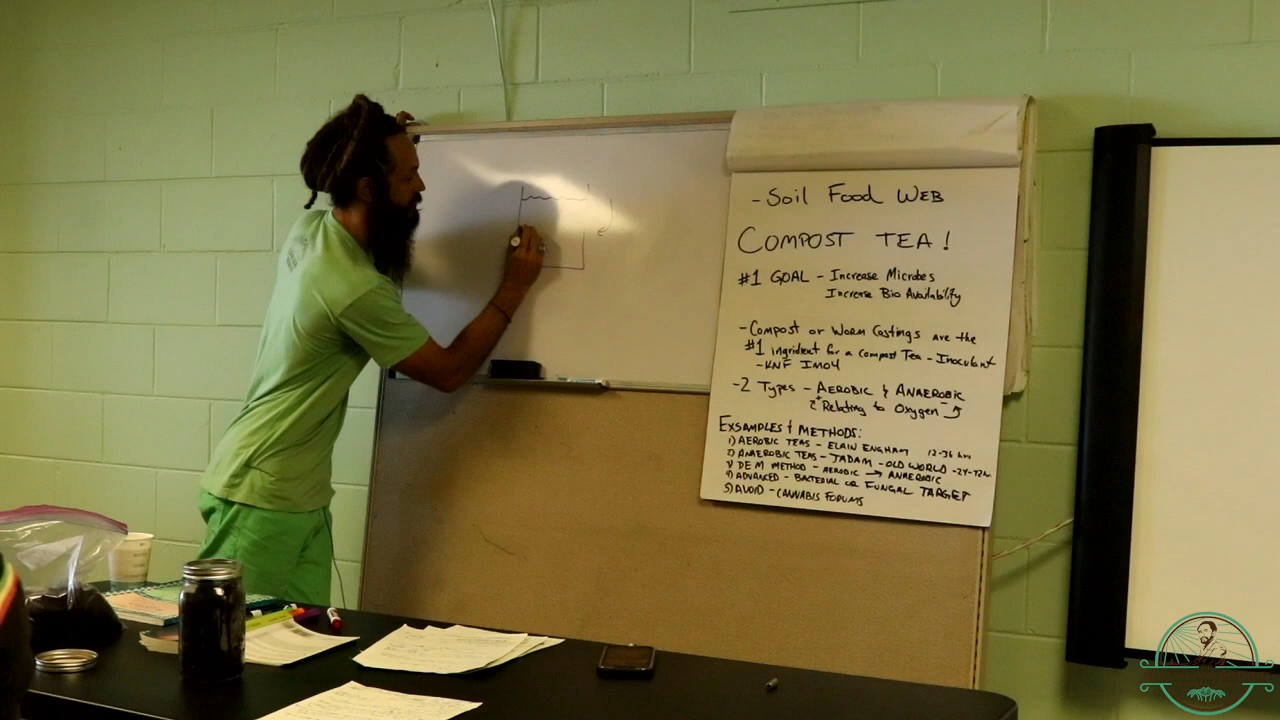 - Soil Food Web
COMPOST TEA!
#1 GOAL - Increase Microbes
Increase Bio Availability
- Compost or Worm Castings are the
#1 ingridient for a compost Tea - Inoculant
- KNF IMO4
- 2 Types - AEROBIC & ANAEROBIC
Relating to Oxygen
EXSAMPLES & METHODS:
1) AEROBIC TEAS - ELAIN ENGHAM 12-36 hrs
2) ANAEROBIC TEAS - JADAM - OLD WORLD - 24-72hr
3) DEM METHOD - AEROBIC → ANAEROBIC
4) ADVANCED - BACTERIAL OR FUNGAL TARGET
5) AVOID - CANNABIS FORUMS